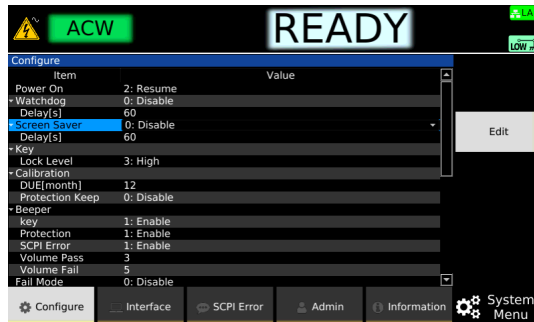 ACW
READY
LA
LOW
Configure
Item Value
Power On 2: Resume
Watchdog 0: Disable
Delay[s] 60
Screen Saver 0: Disable
Delay[s] 60
Key
Lock Level 3: High
Calibration
DUE[month] 12
Protection Keep 0: Disable
Beeper
key 1: Enable
Protection 1: Enable
SCPI Error 1: Enable
Volume Pass 3
Volume Fail 5
Fail Mode 0: Disable
Edit
Configure Interface SCPI Error Admin Information System Menu